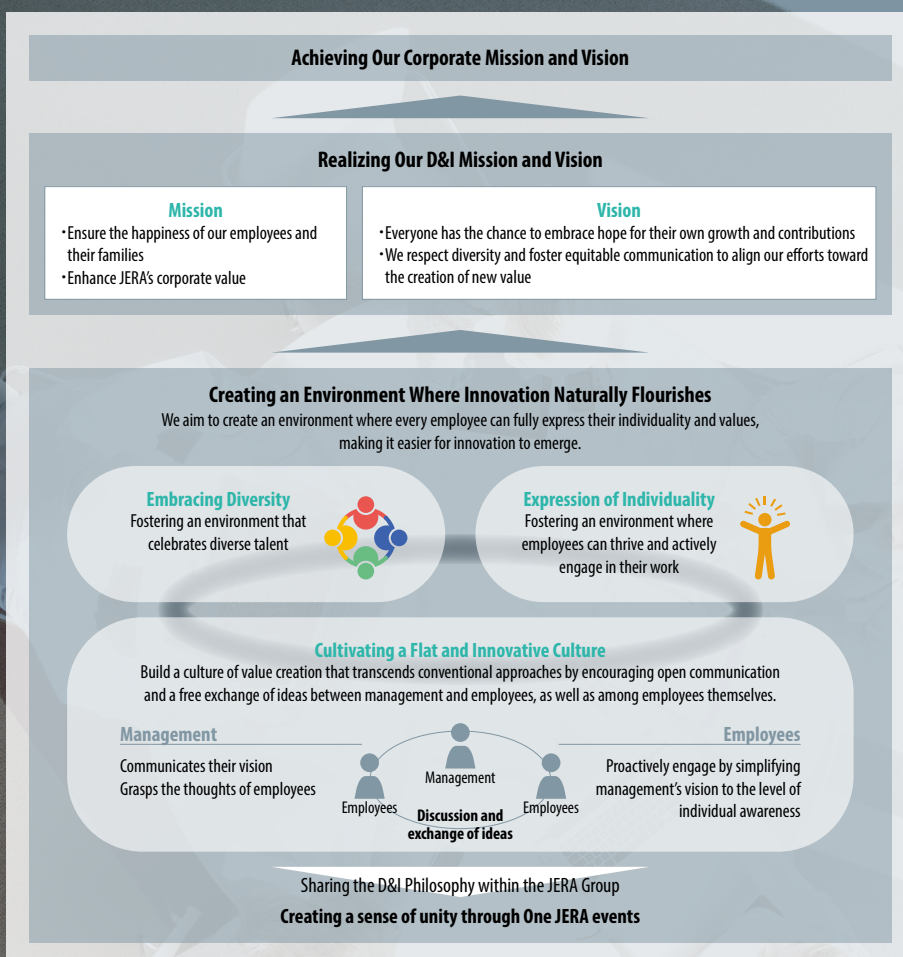 Achieving Our Corporate Mission and Vision
Realizing Our D&I Mission and Vision
Mission
・Ensure the happiness of our employees and
their families
・Enhance JERA's corporate value
Vision
・Everyone has the chance to embrace hope for their own growth and contributions
・We respect diversity and foster equitable communication to align our efforts toward
the creation of new value
Creating an Environment Where Innovation Naturally Flourishes
We aim to create an environment where every employee can fully express their individuality and values,
making it easier for innovation to emerge.
Embracing Diversity
Fostering an environment that
celebrates diverse talent
Expression of Individuality
Fostering an environment where
employees can thrive and actively
engage in their work
Cultivating a Flat and Innovative Culture
Build a culture of value creation that transcends conventional approaches by encouraging open communication
and a free exchange of ideas between management and employees, as well as among employees themselves.
Management
Communicates their vision
Grasps the thoughts of employees
Management
Employees
Employees
Discussion and
exchange of ideas
Employees
Proactively engage by simplifying
management's vision to the level of
individual awareness
Sharing the D&I Philosophy within the JERA Group
Creating a sense of unity through One JERA events